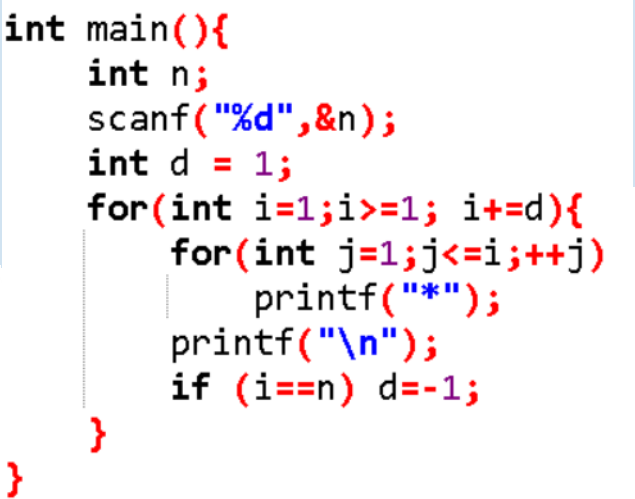 int main(){
    int n;
    scanf("%d",&n);
    int d = 1;
    for(int i=1;i>=1; i+=d){
        for(int j=1;j<=i;++j)
            printf("*");
        printf("\n");
        if (i==n) d=-1;
    }
}